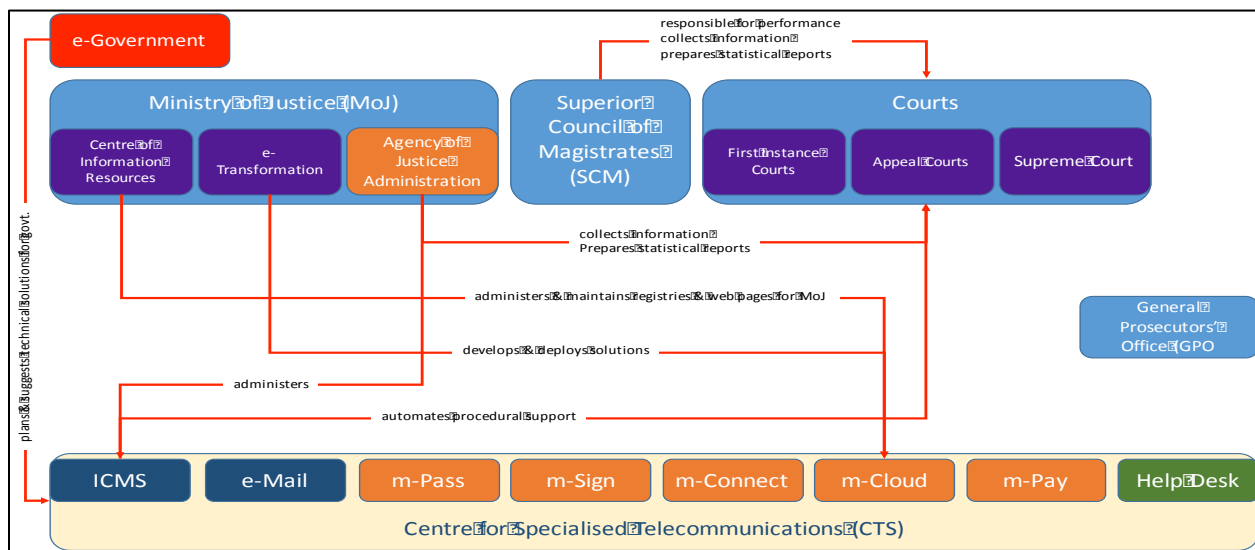 responsible for performance
collects information
prepares statistical reports
e-Government
Ministry of Justice (MoJ)
Centre of
Information
Resources
e-
Transformation
Agency of
Justice
Administration
Superior
Council of
Magistrates
(SCM)
Courts
First Instance
Courts
Appeal Courts
Supreme Court
plans & suggests technical solutions for govt.
collects information
Prepares statistical reports
administers & maintains registries & web pages for MoJ
General
Prosecutors’
Office (GPO
develops & deploys solutions
administers
automates procedural support
ICMS
e-Mail
m-Pass
m-Sign
m-Connect
m-Cloud
m-Pay
Help Desk
Centre for Specialised Telecommunications (CTS)